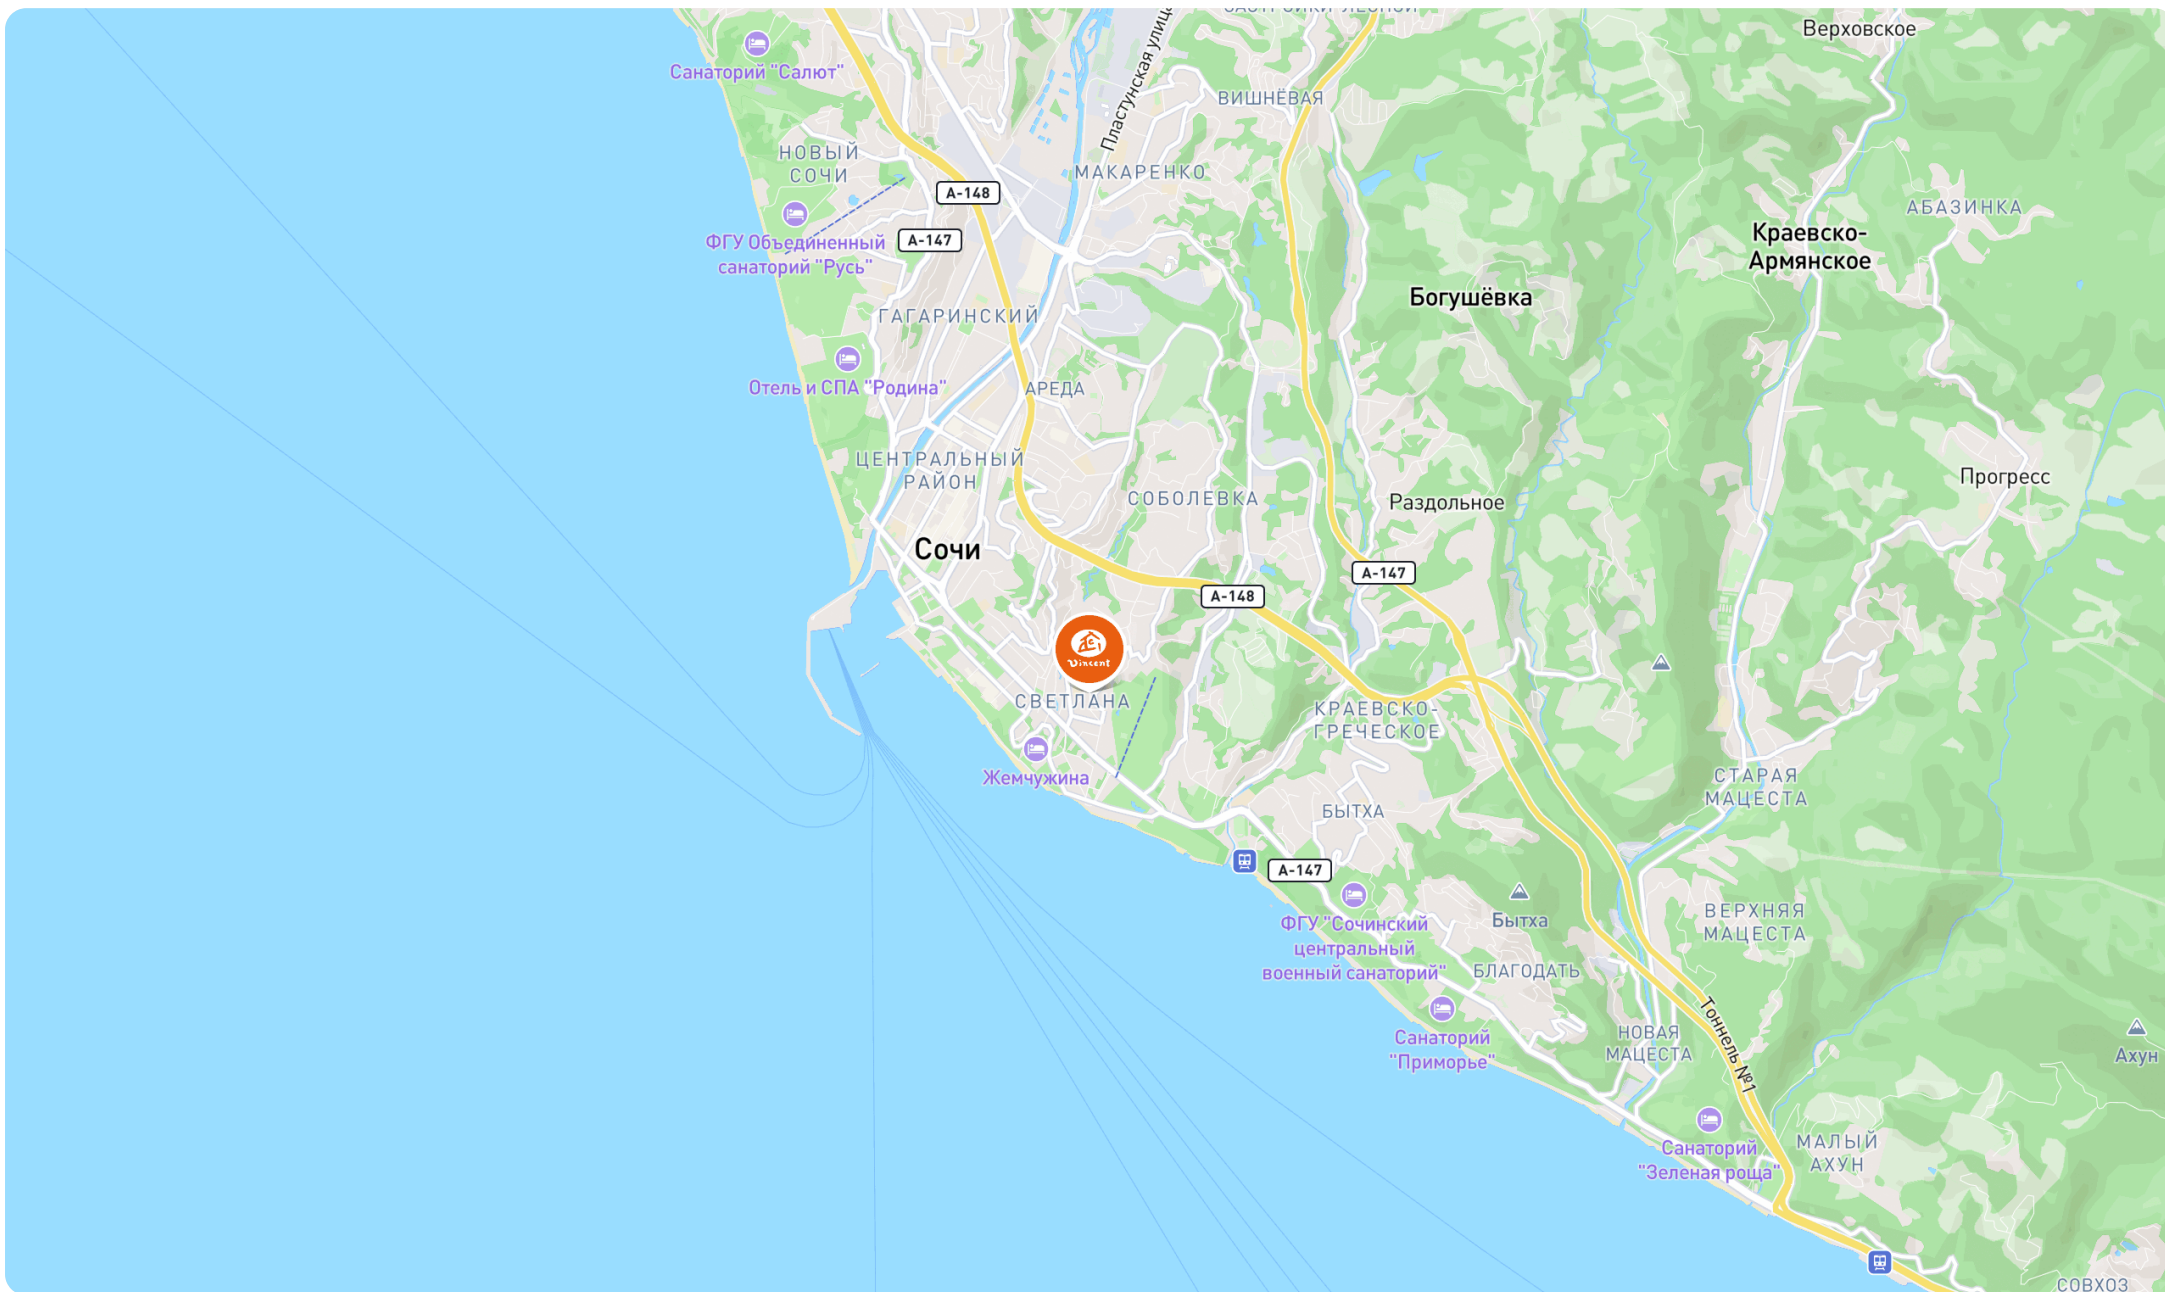 ЗАСТРОЙКИ ЛЕСНОЙ
Верховское
Санаторий "Салют"
Пластунская улица
ВИШНЁВАЯ
НОВЫЙ
СОЧИ
МАКАРЕНКО
А-148
АБАЗИНКА
ФГУ Объединенный
санаторий "Русь"
А-147
Краевско-
Армянское
Богушёвка
ГАГАРИНСКИЙ
Отель и СПА "Родина"
АРЕДА
ЦЕНТРАЛЬНЫЙ
РАЙОН
СОБОЛЕВКА
Раздольное
Прогресс
Сочи
А-147
А-148
Vincent
СВЕТЛАНА
КРАЕВСКО-
ГРЕЧЕСКОЕ
Жемчужина
СТАРАЯ
МАЦЕСТА
БЫТХА
А-147
ФГУ "Сочинский
центральный
военный санаторий"
Бытха
ВЕРХНЯЯ
МАЦЕСТА
БЛАГОДАТЬ
Санаторий
"Приморье"
НОВАЯ
МАЦЕСТА
Тоннель №1
Ахун
Санаторий
"Зеленая роща"
МАЛЫЙ
АХУН
СОВХОЗ